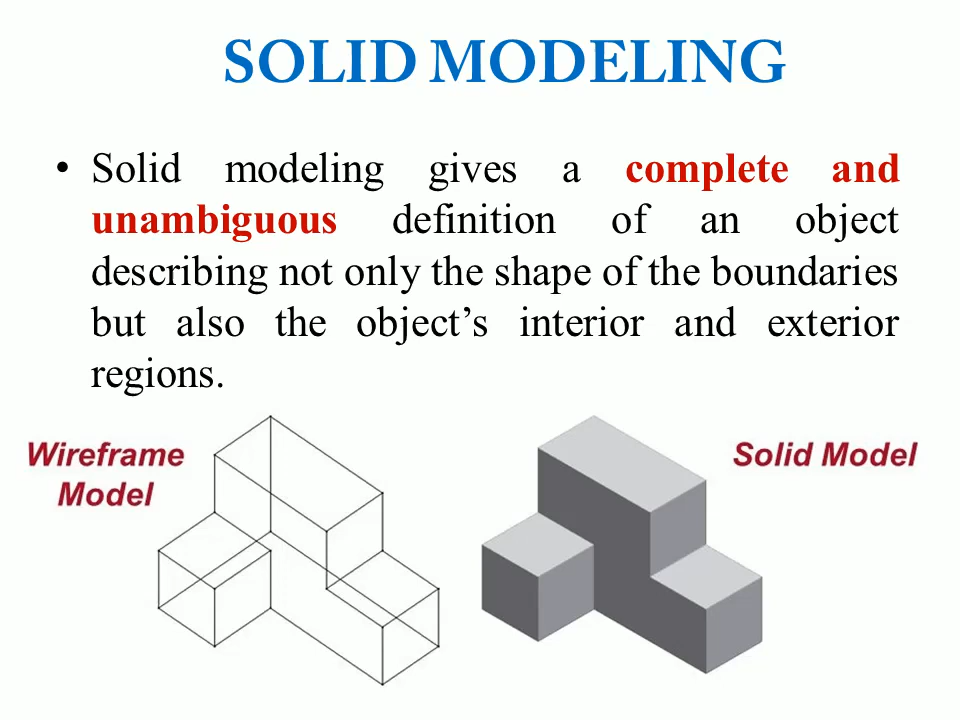 SOLID MODELING
• Solid modeling gives a complete and
unambiguous definition of an object
describing not only the shape of the boundaries
but also the object’s interior and exterior
regions.
Wireframe
Model
Solid Model